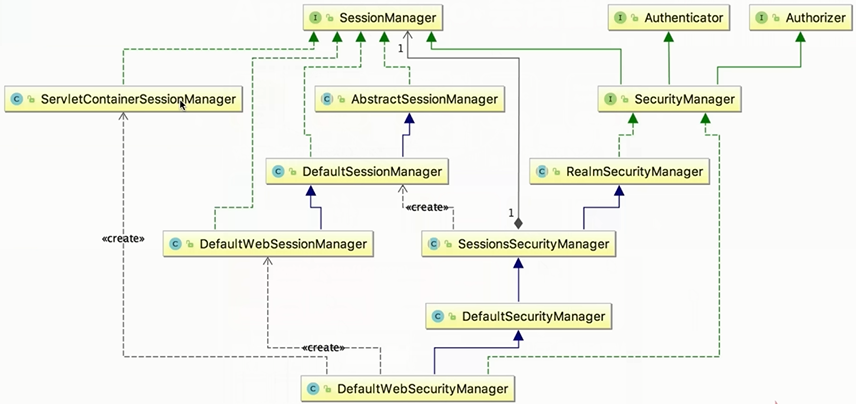 I SessionManager
I Authenticator
I Authorizer
1
C ServletContainerSessionManager
C AbstractSessionManager
I SecurityManager
C DefaultSessionManager
C RealmSecurityManager
«create»
1
«create»
C DefaultWebSessionManager
C SessionsSecurityManager
C DefaultSecurityManager
«create»
C DefaultWebSecurityManager